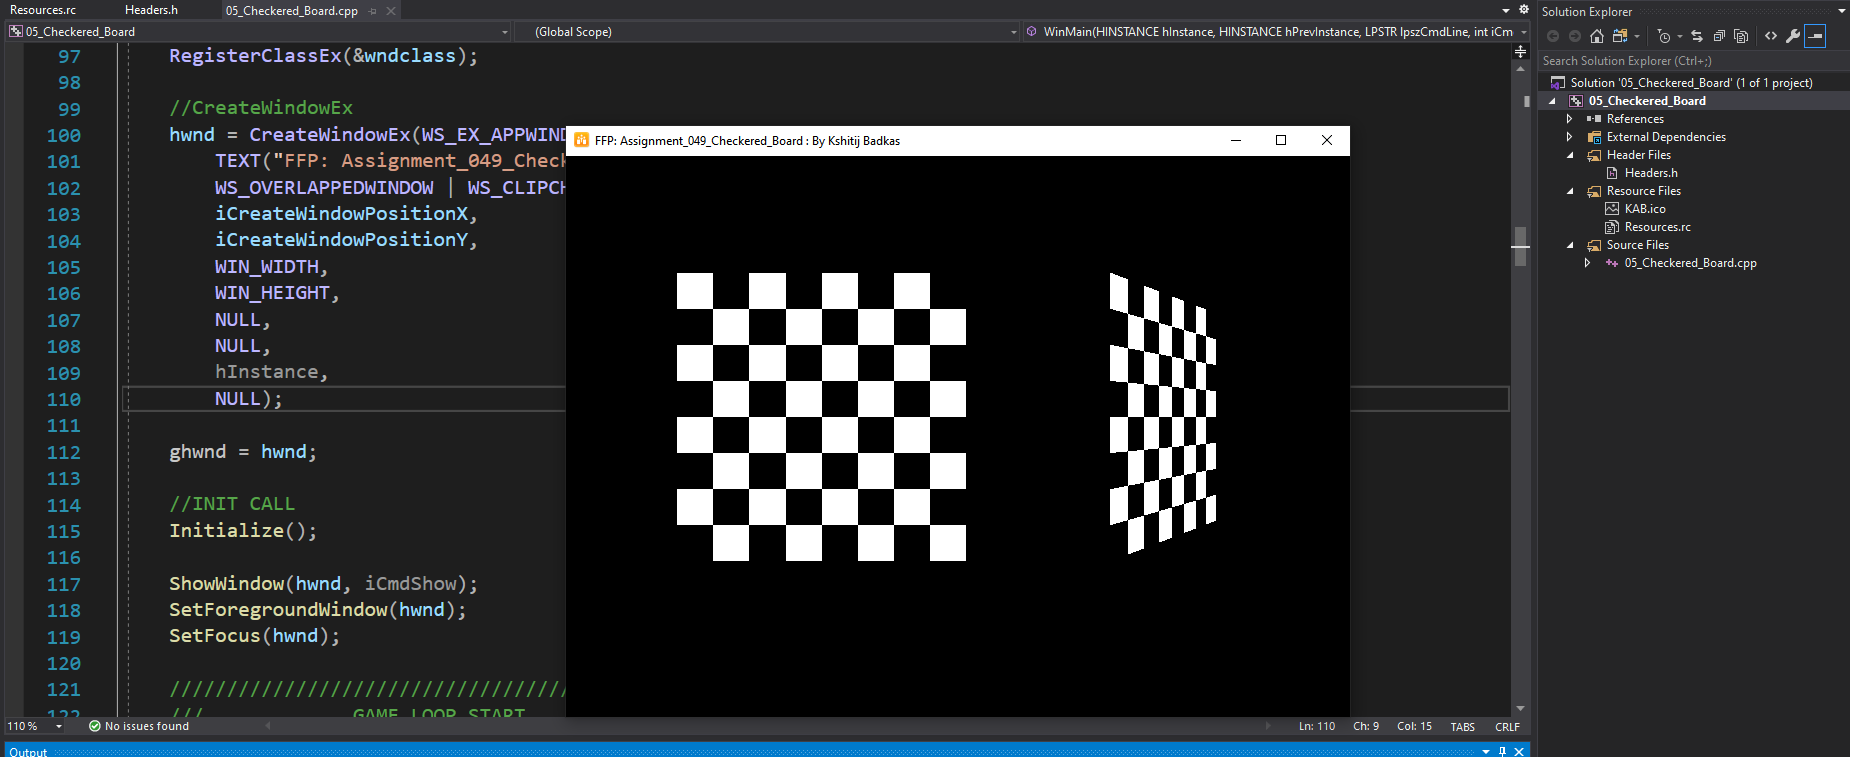 Resources.rc Headers.h 05_Checkered_Board.cpp
05_Checkered_Board (Global Scope) WinMain(HINSTANCE hInstance, HINSTANCE hPrevInstance, LPSTR lpszCmdLine, int iCm
97 RegisterClassEx(&wndclass);
98
99 //CreateWindowEx
100 hwnd = CreateWindowEx(WS_EX_APPWIND
101 TEXT("FFP: Assignment_049_Check
102 WS_OVERLAPPEDWINDOW | WS_CLIPCH
103 iCreateWindowPositionX,
104 iCreateWindowPositionY,
105 WIN_WIDTH,
106 WIN_HEIGHT,
107 NULL,
108 NULL,
109 hInstance,
110 NULL);
111
112 ghwnd = hwnd;
113
114 //INIT CALL
115 Initialize();
116
117 ShowWindow(hwnd, iCmdShow);
118 SetForegroundWindow(hwnd);
119 SetFocus(hwnd);
120
121 //////////////////////////////////
122 /// GAME LOOP START
FFP: Assignment_049_Checkered_Board : By Kshitij Badkas
110 % No issues found Ln: 110 Ch: 9 Col: 15 TABS CRLF
Output
Solution Explorer
Search Solution Explorer (Ctrl+;)
Solution '05_Checkered_Board' (1 of 1 project)
05_Checkered_Board
References
External Dependencies
Header Files
Headers.h
Resource Files
KAB.ico
Resources.rc
Source Files
05_Checkered_Board.cpp